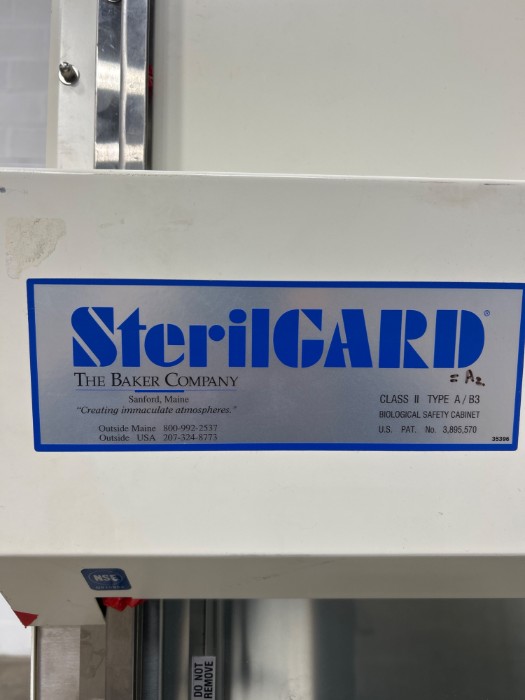 SterilGARD®
= A2
THE BAKER COMPANY
Sanford, Maine
"Creating immaculate atmospheres."
Outside Maine 800-992-2537
Outside USA 207-324-8773
CLASS II TYPE A / B3
BIOLOGICAL SAFETY CABINET
U.S. PAT. No. 3,895,570
35396
NSF
DO NOT
REMOVE